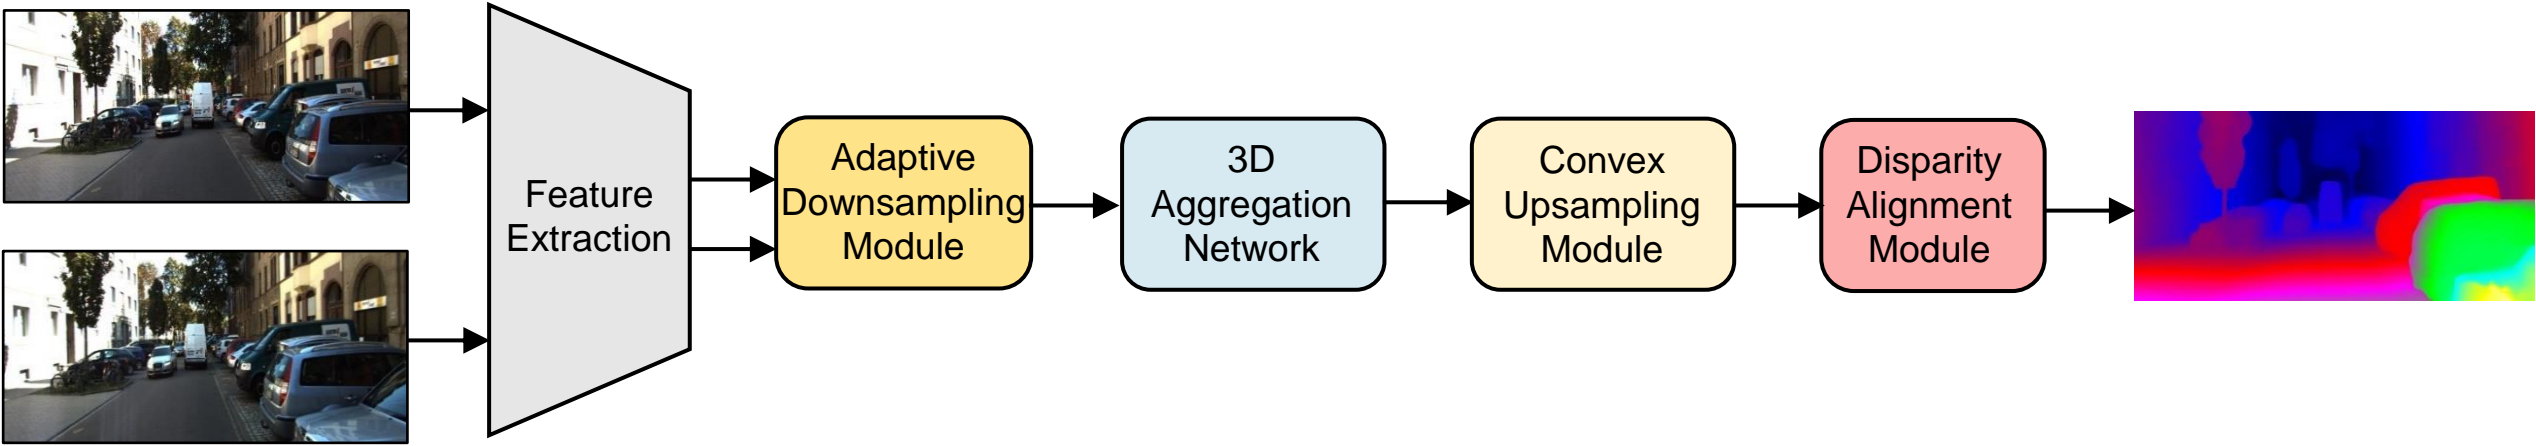 Feature
Extraction
Adaptive
Downsampling
Module
3D
Aggregation
Network
Convex
Upsampling
Module
Disparity
Alignment
Module